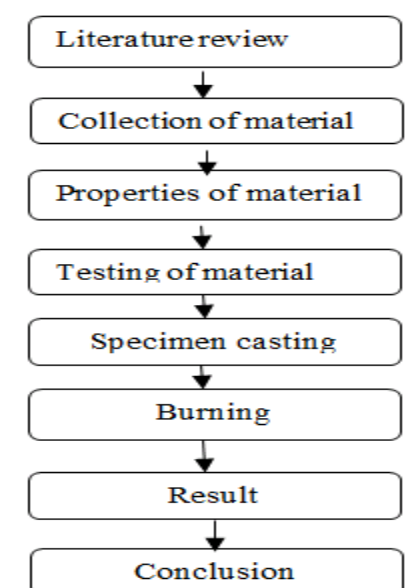 Literature review
Collection of material
Properties of material
Testing of material
Specimen casting
Burning
Result
Conclusion